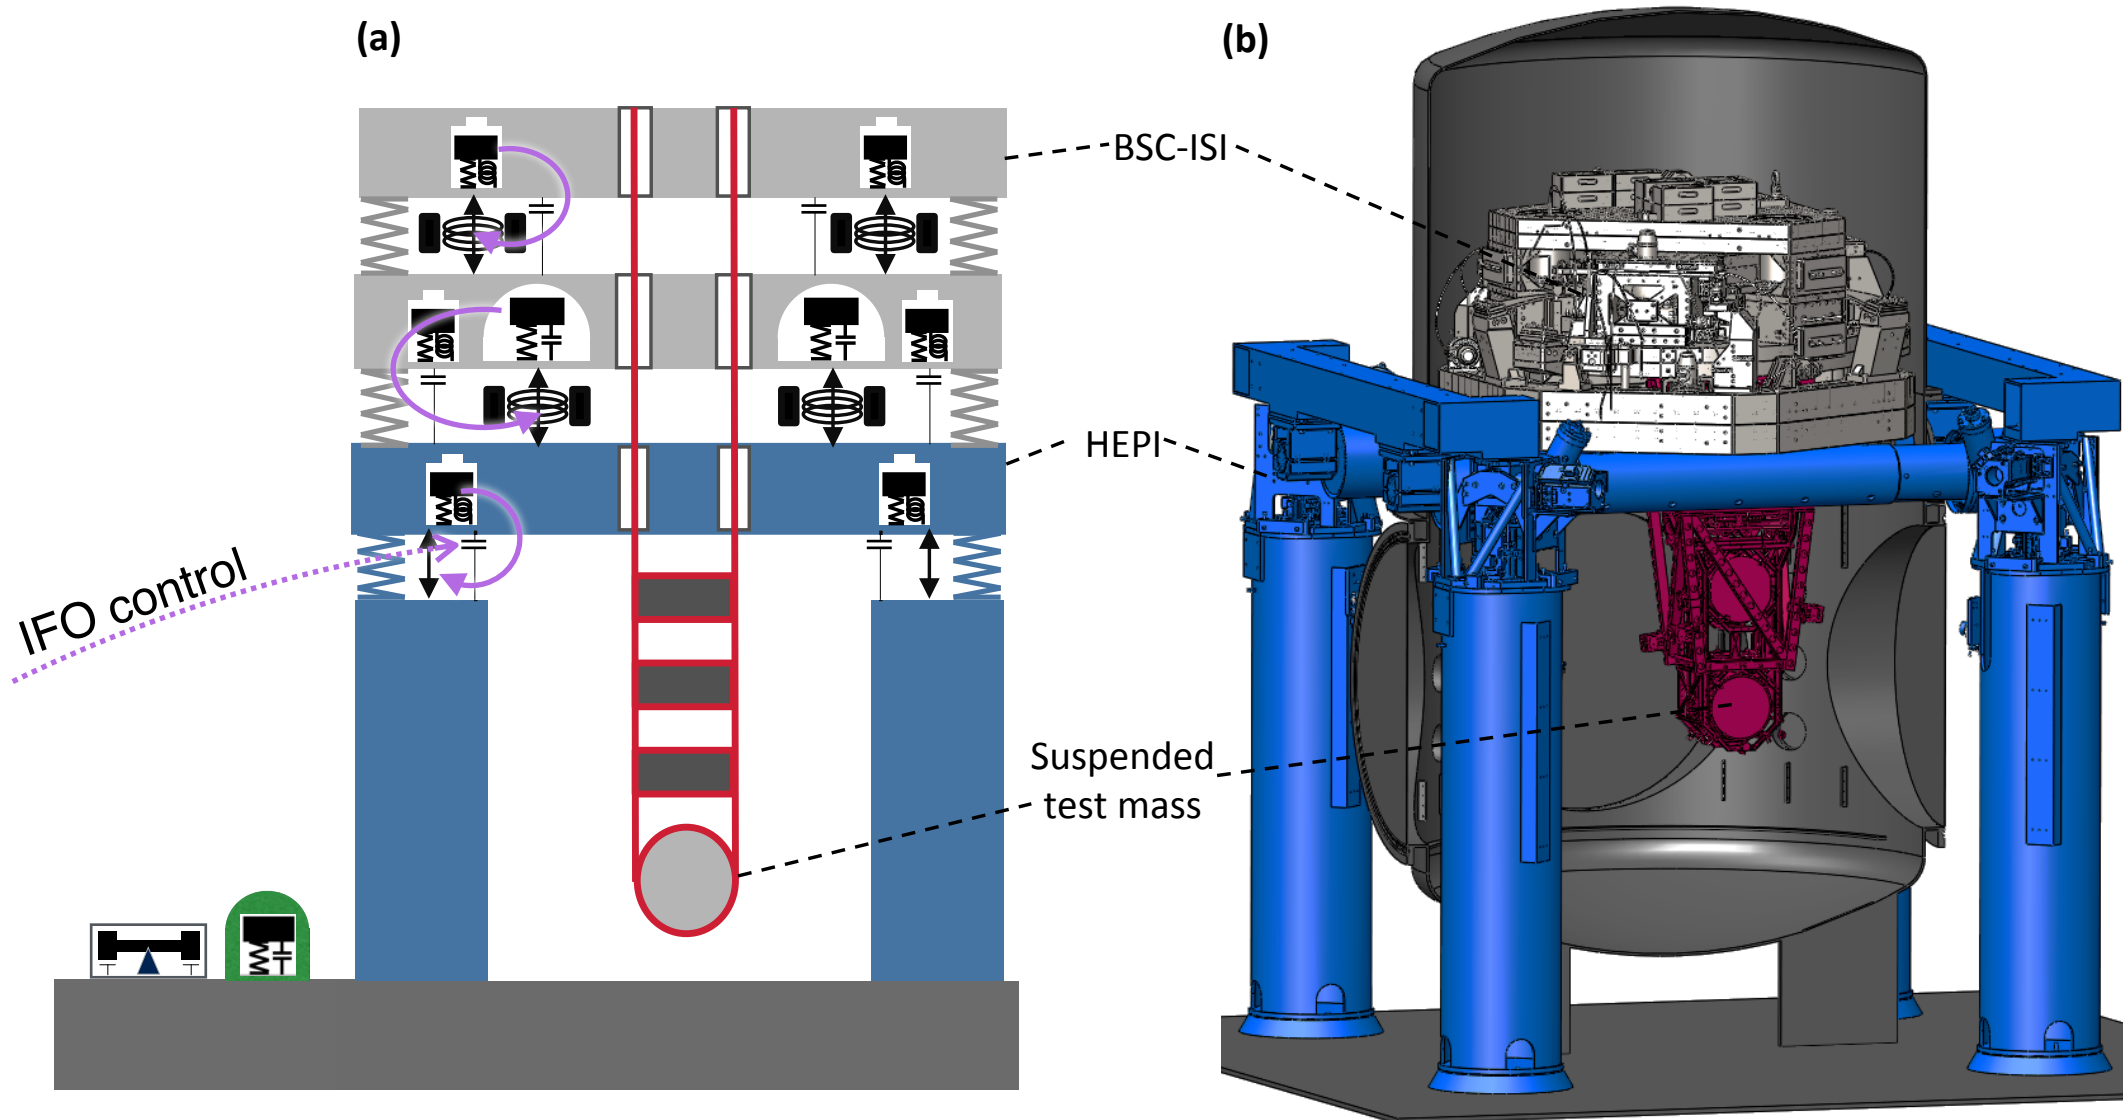 (a)
(b)
BSC-ISI
HEPI
IFO control
Suspended
test mass